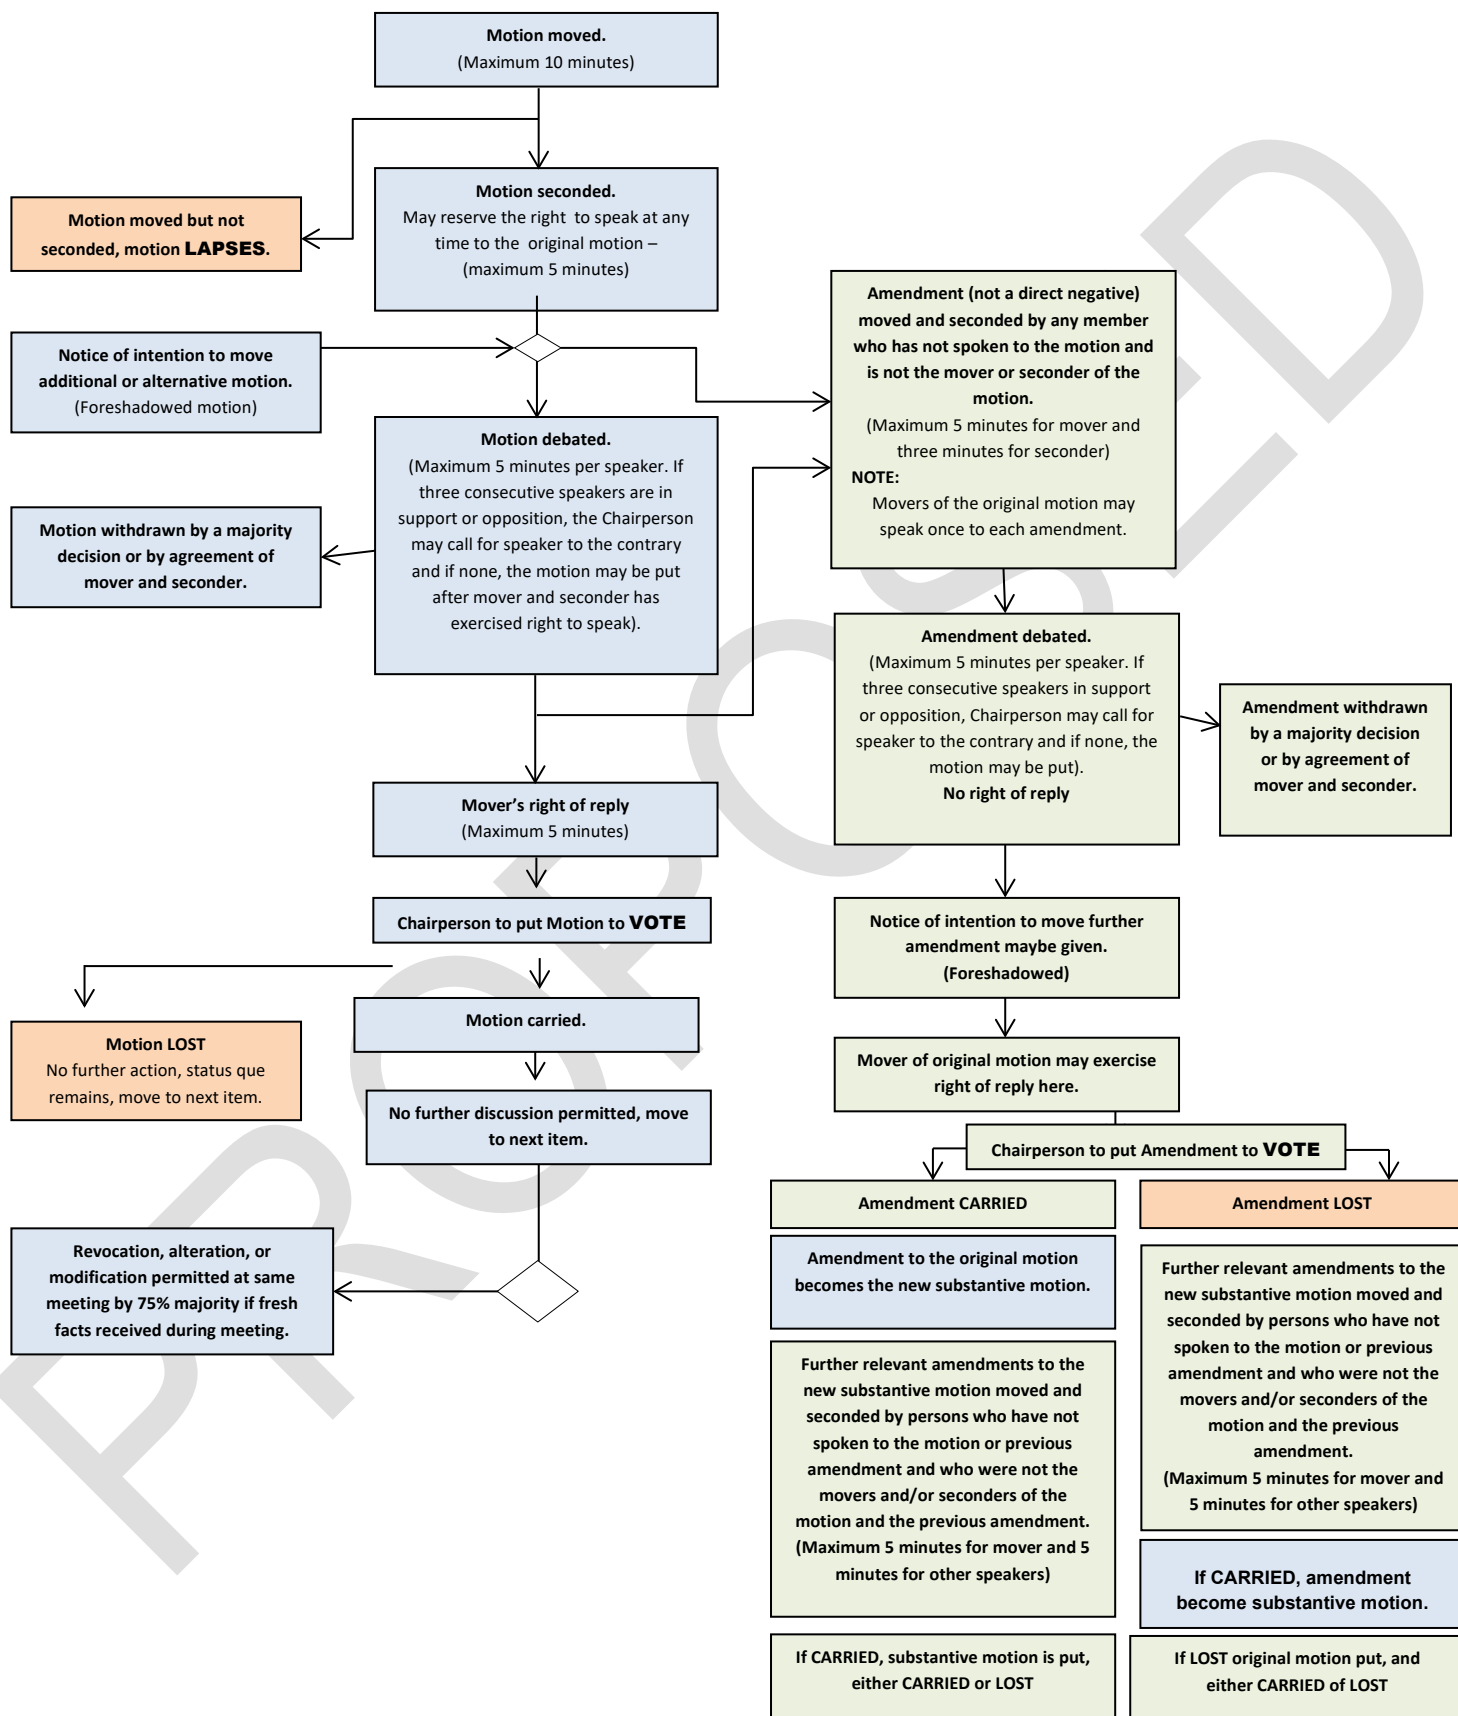 Motion moved.
(Maximum 10 minutes)
Motion seconded.
May reserve the right to speak at any
time to the original motion –
(maximum 5 minutes)
Motion moved but not
seconded, motion LAPSES.
Notice of intention to move
additional or alternative motion.
(Foreshadowed motion)
Motion debated.
(Maximum 5 minutes per speaker. If
three consecutive speakers are in
support or opposition, the Chairperson
may call for speaker to the contrary
and if none, the motion may be put
after mover and seconder has
exercised right to speak).
Motion withdrawn by a majority
decision or by agreement of
mover and seconder.
Mover’s right of reply
(Maximum 5 minutes)
Chairperson to put Motion to VOTE
Motion LOST
No further action, status que
remains, move to next item.
Motion carried.
No further discussion permitted, move
to next item.
Revocation, alteration, or
modification permitted at same
meeting by 75% majority if fresh
facts received during meeting.
Amendment (not a direct negative)
moved and seconded by any member
who has not spoken to the motion and
is not the mover or seconder of the
motion.
(Maximum 5 minutes for mover and
three minutes for seconder)
NOTE:
Movers of the original motion may
speak once to each amendment.
Amendment debated.
(Maximum 5 minutes per speaker. If
three consecutive speakers in support
or opposition, Chairperson may call for
speaker to the contrary and if none, the
motion may be put).
No right of reply
Amendment withdrawn
by a majority decision
or by agreement of
mover and seconder.
Notice of intention to move further
amendment maybe given.
(Foreshadowed)
Mover of original motion may exercise
right of reply here.
Chairperson to put Amendment to VOTE
Amendment CARRIED
Amendment to the original motion
becomes the new substantive motion.
Further relevant amendments to the
new substantive motion moved and
seconded by persons who have not
spoken to the motion or previous
amendment and who were not the
movers and/or seconders of the
motion and the previous amendment.
(Maximum 5 minutes for mover and 5
minutes for other speakers)
If CARRIED, substantive motion is put,
either CARRIED or LOST
Amendment LOST
Further relevant amendments to the
new substantive motion moved and
seconded by persons who have not
spoken to the motion or previous
amendment and who were not the
movers and/or seconders of the
motion and the previous
amendment.
(Maximum 5 minutes for mover and
5 minutes for other speakers)
If CARRIED, amendment
become substantive motion.
If LOST original motion put, and
either CARRIED of LOST
PROPOSED